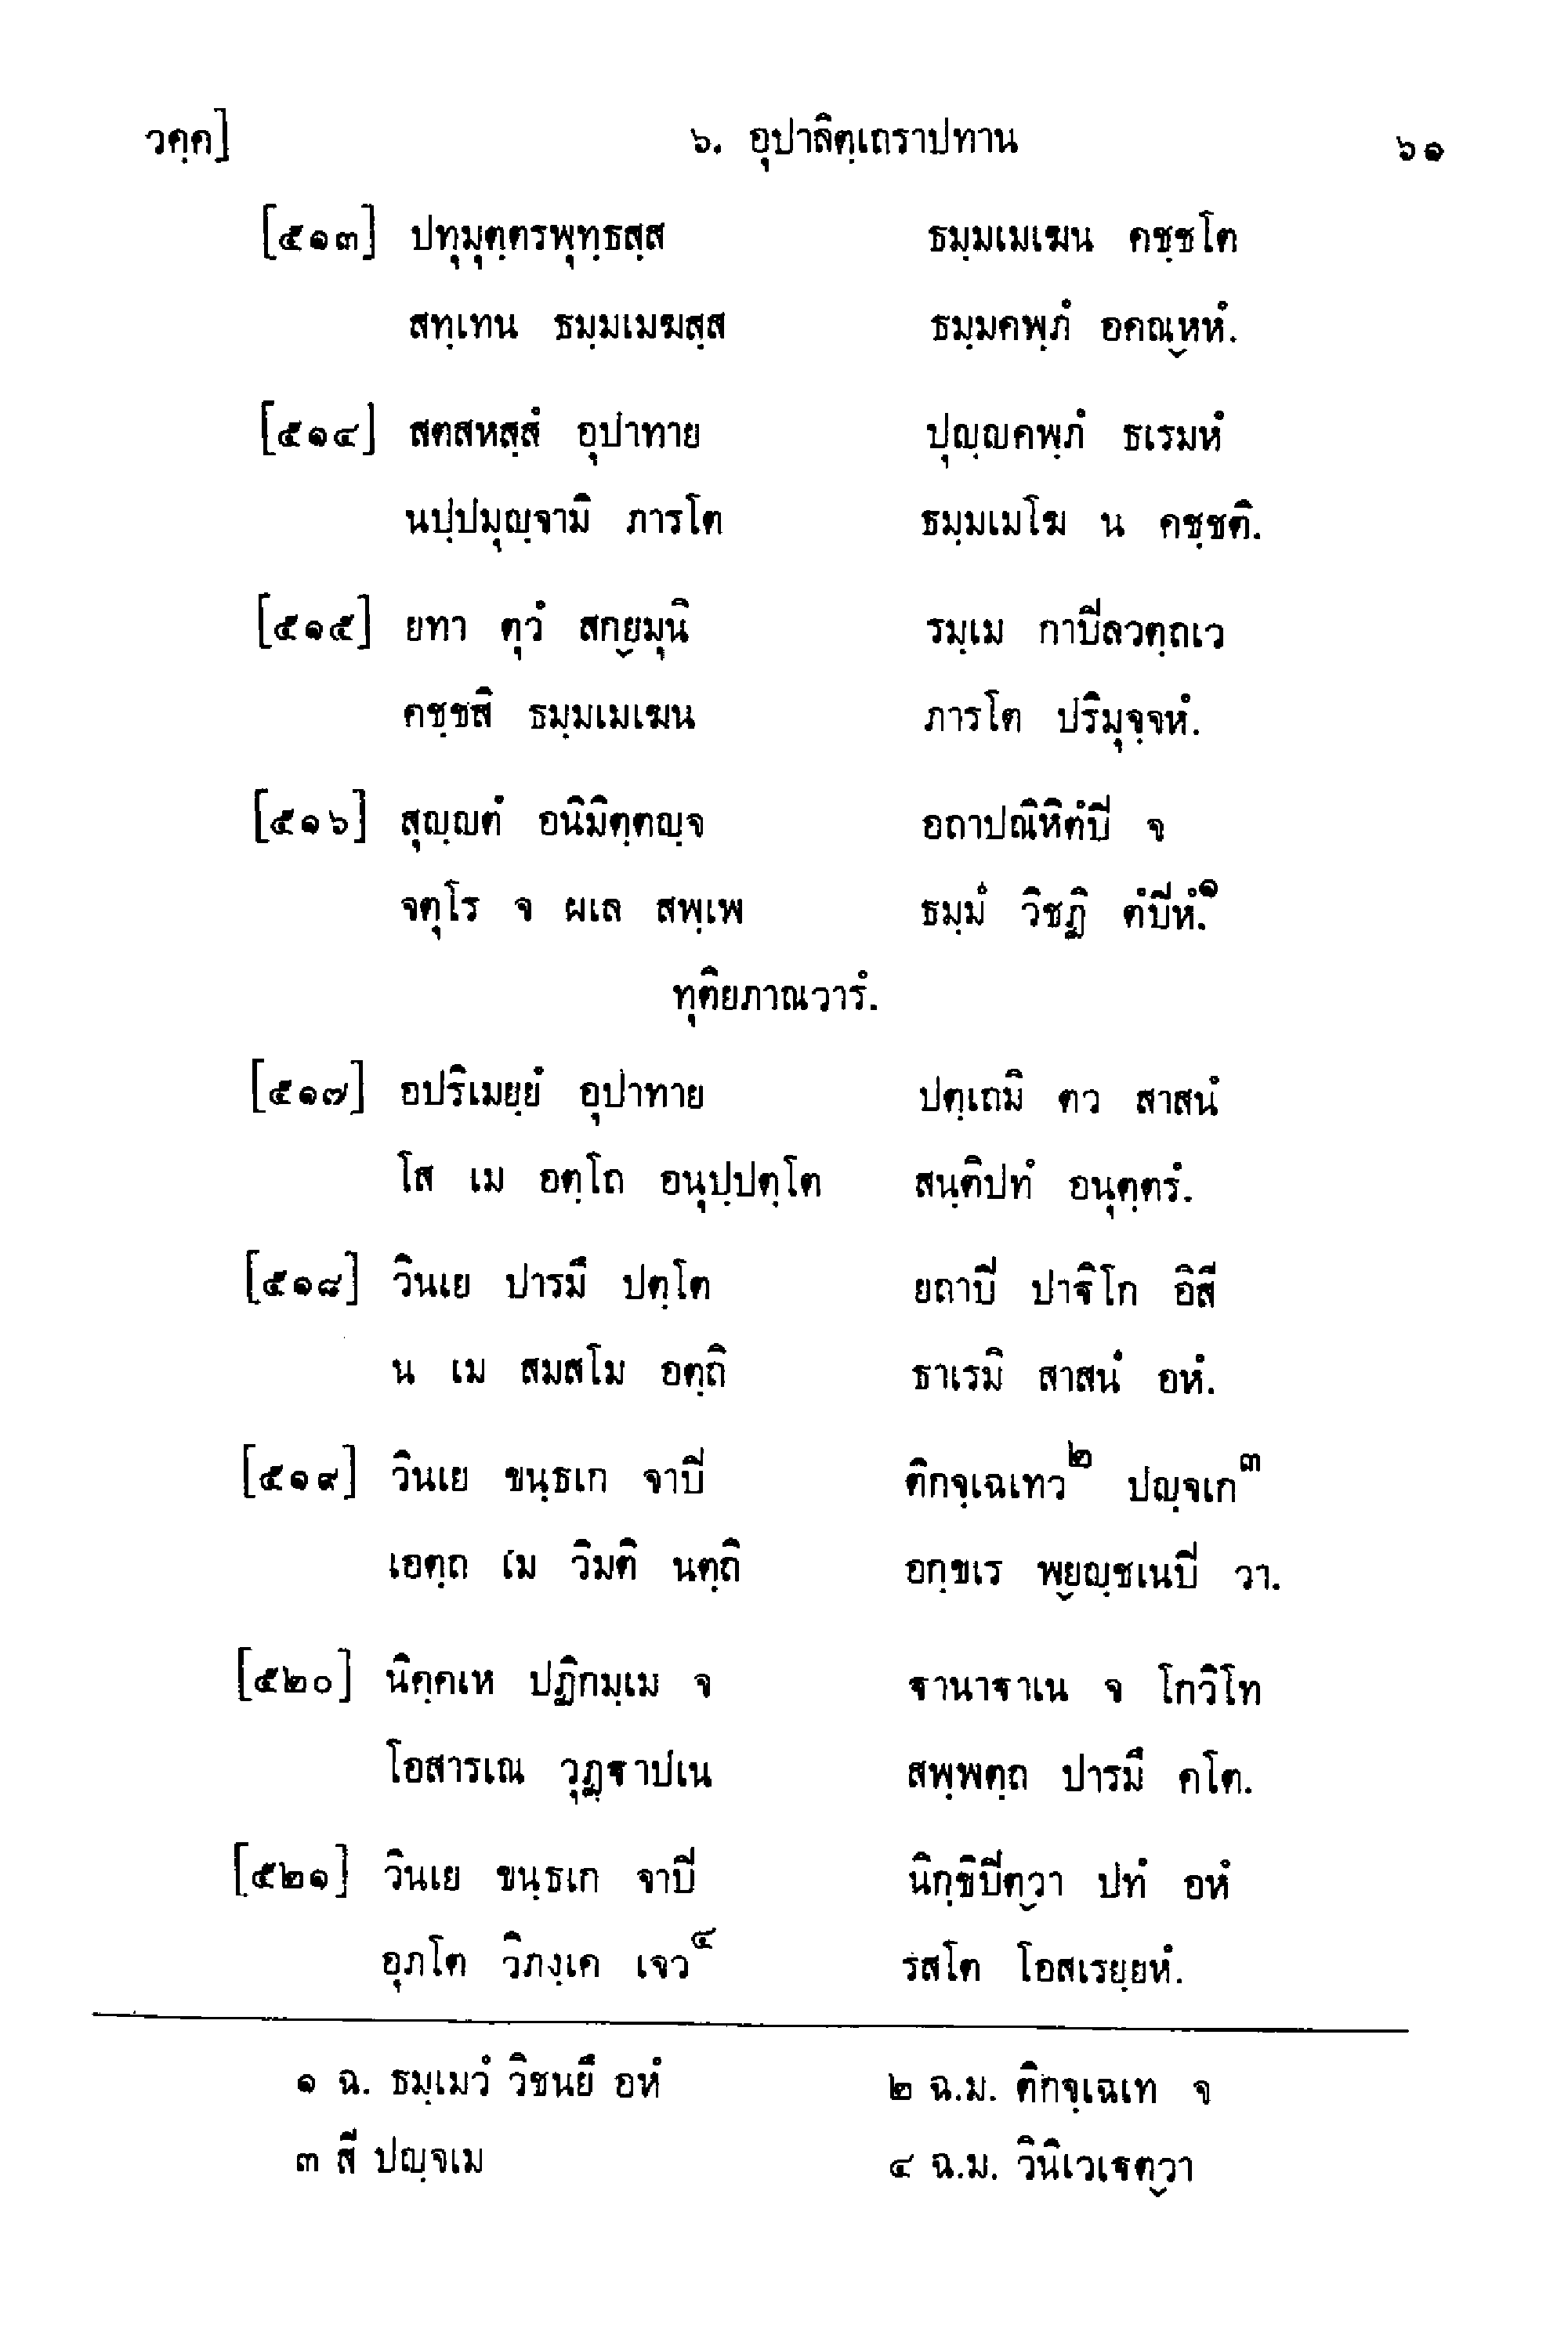 วคฺค] ๖. อุปาลิตฺเถราปทาน ๖๑
[๕๑๓] ปทุมุตฺตรพุทฺธสฺส ธมฺมเมเฆน คชฺชโต
สทฺเทน ธมฺมเมฆสฺส ธมฺมคพฺภํ อคณฺหหํ.
[๕๑๔] สตสหสฺสํ อุปาทาย ปุญฺญคพฺภํ ธเรมหํ
นปฺปมุญฺจามิ ภารโต ธมฺมเมโฆ น คชฺชติ.
[๕๑๕] ยทา ตุวํ สกฺยมุนิ รมฺเม กาปิลวตฺถเว
คชฺชสิ ธมฺมเมเฆน ภารโต ปริมุจฺจหํ.
[๕๑๖] สุญฺญตํ อนิมิตฺตญฺจ อถาปณิหิตํปิ จ
จตุโร จ ผเล สพฺเพ ธมฺมํ วิชฏิ ตํปิหํ.๑
ทุติยภาณวารํ.
[๕๑๗] อปริเมยฺยํ อุปาทาย ปตฺเถมิ ตว สาสนํ
โส เม อตฺโถ อนุปฺปตฺโต สนฺติปทํ อนุตฺตรํ.
[๕๑๘] วินเย ปารมึ ปตฺโต ยถาปิ ปาฐิโก อิสี
น เม สมสโม อตฺถิ ธาเรมิ สาสนํ อหํ.
[๕๑๙] วินเย ขนฺธเก จาปิ ติกจฺเฉเทว๒ ปญฺจเก๓
เอตฺถ เม วิมติ นตฺถิ อกฺขเร พฺยญฺชเนปิ วา.
[๕๒๐] นิคฺคเห ปฏิกมฺเม จ ฐานาฐาเน จ โกวิโท
โอสารเณ วุฏฺฐาปเน สพฺพตฺถ ปารมึ คโต.
[๕๒๑] วินเย ขนฺธเก จาปิ นิกฺขิปิตฺวา ปทํ อหํ
อุภโต วิภงฺเค เจว๔ รสโต โอสเรยฺยหํ.
๑ ฉ. ธมฺเมวํ วิชนยึ อหํ ๒ ฉ.ม. ติกจฺเฉเท จ
๓ สี ปญฺจเม ๔ ฉ.ม. วินิเวเฐตฺวา